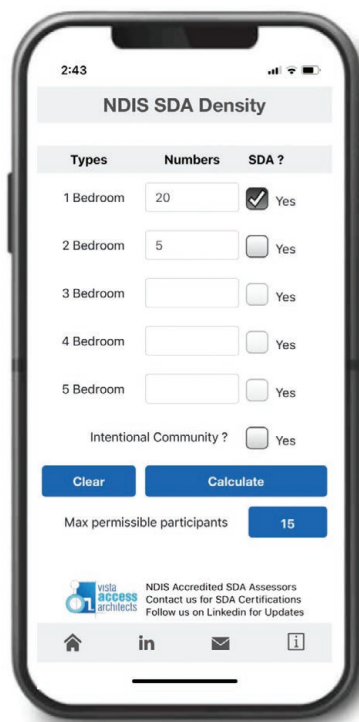 2:43
NDIS SDA Density
Types Numbers SDA ?
1 Bedroom 20 Yes
2 Bedroom 5 Yes
3 Bedroom Yes
4 Bedroom Yes
5 Bedroom Yes
Intentional Community ? Yes
Clear Calculate
Max permissible participants 15
vista
access
architects
NDIS Accredited SDA Assessors
Contact us for SDA Certifications
Follow us on Linkedin for Updates
in i